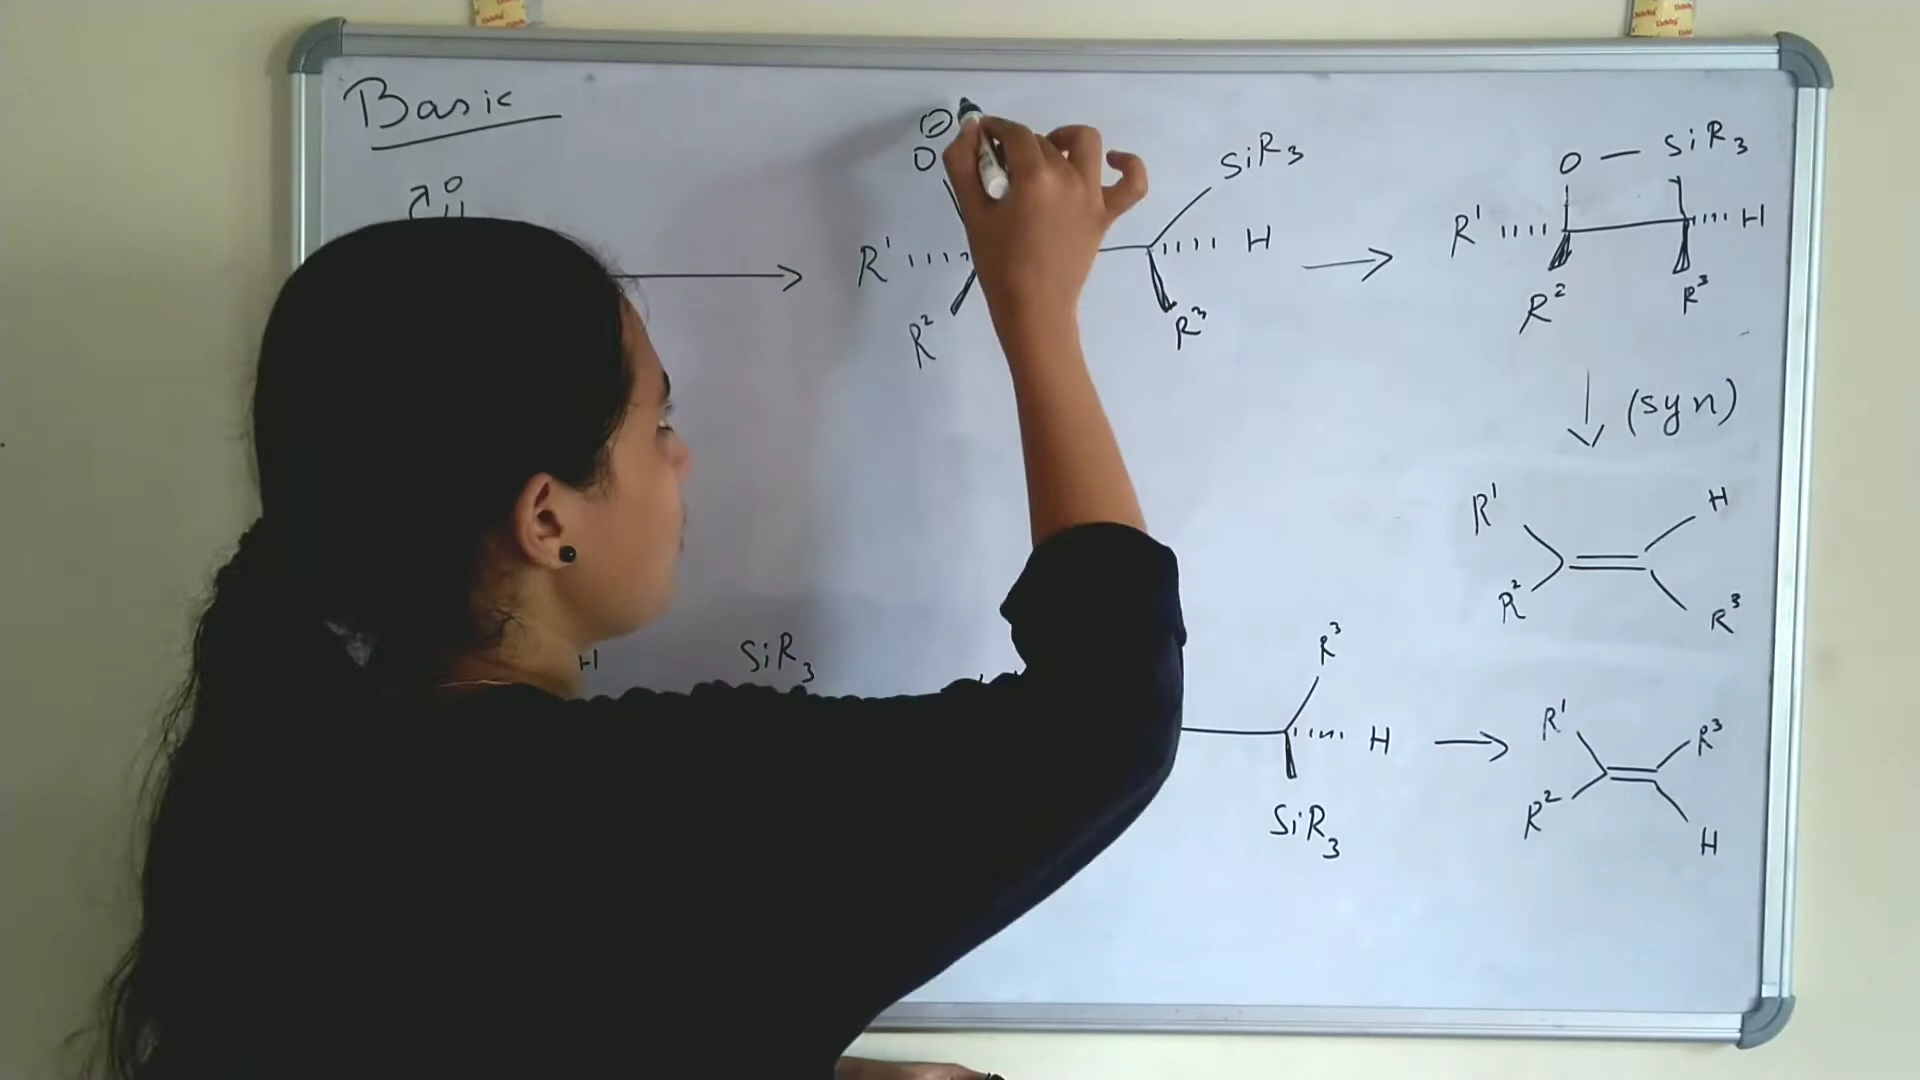 Basic
O
⊖
O
SiR₃
R¹
H
R²
R³
O — SiR₃
R¹
H
R²
R³
(syn)
R¹
H
R²
R³
H
SiR₃
R³
H
SiR₃
R¹
R³
R²
H